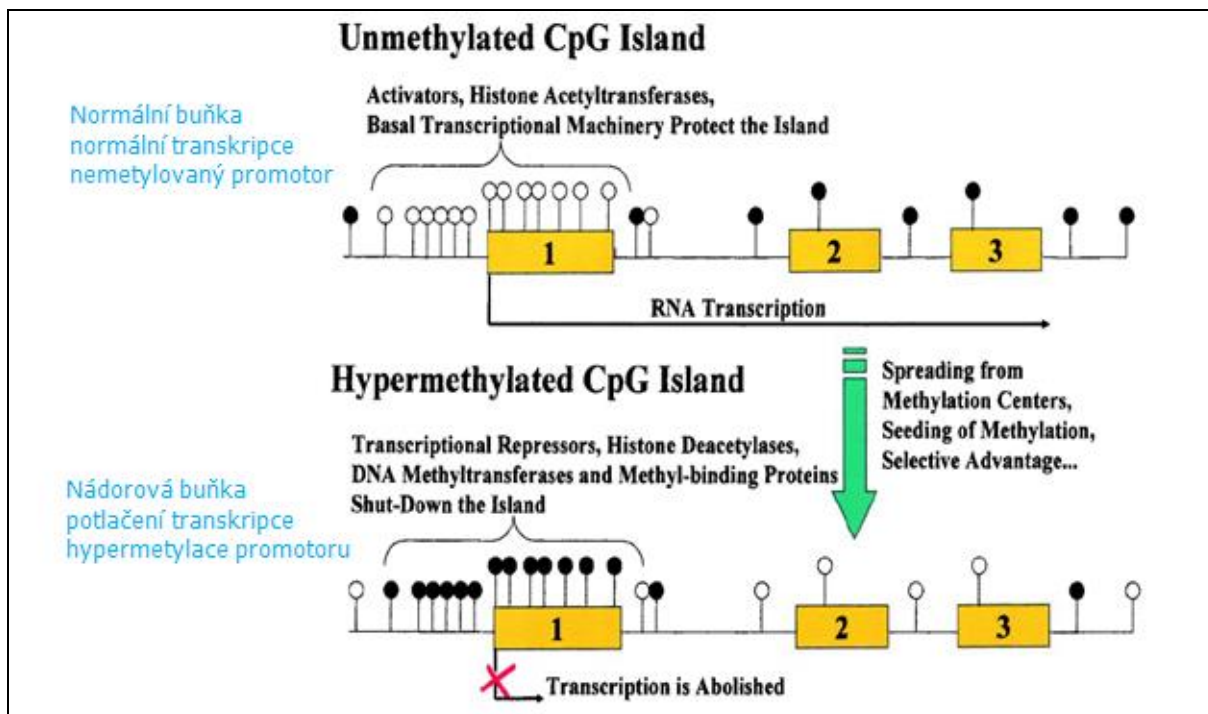 Unmethylated CpG Island
Activators, Histone Acetyltransferases,
Basal Transcriptional Machinery Protect the Island
Normální buňka
normální transkripce
nemetylovaný promotor
1
2
3
RNA Transcription
Hypermethylated CpG Island
Spreading from
Methylation Centers,
Seeding of Methylation,
Selective Advantage...
Transcriptional Repressors, Histone Deacetylases,
DNA Methyltransferases and Methyl-binding Proteins
Shut-Down the Island
Nádorová buňka
potlačení transkripce
hypermetylace promotoru
1
2
3
Transcription is Abolished